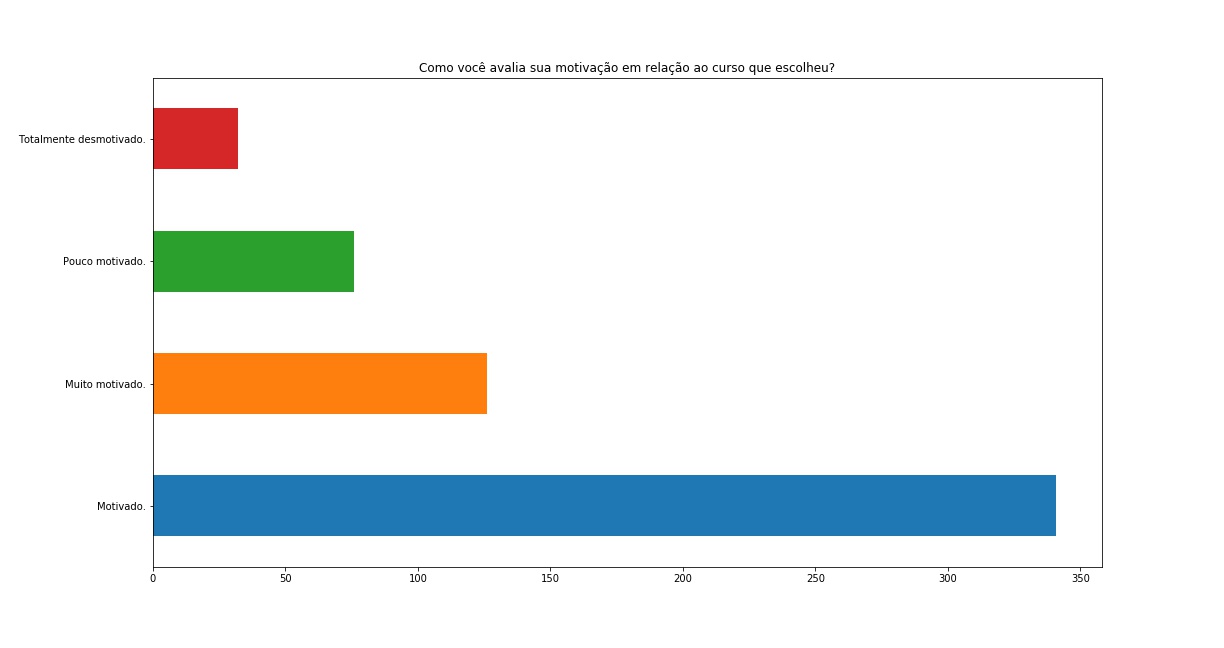 Como você avalia sua motivação em relação ao curso que escolheu?
Totalmente desmotivado.
Pouco motivado.
Muito motivado.
Motivado.
0 50 100 150 200 250 300 350